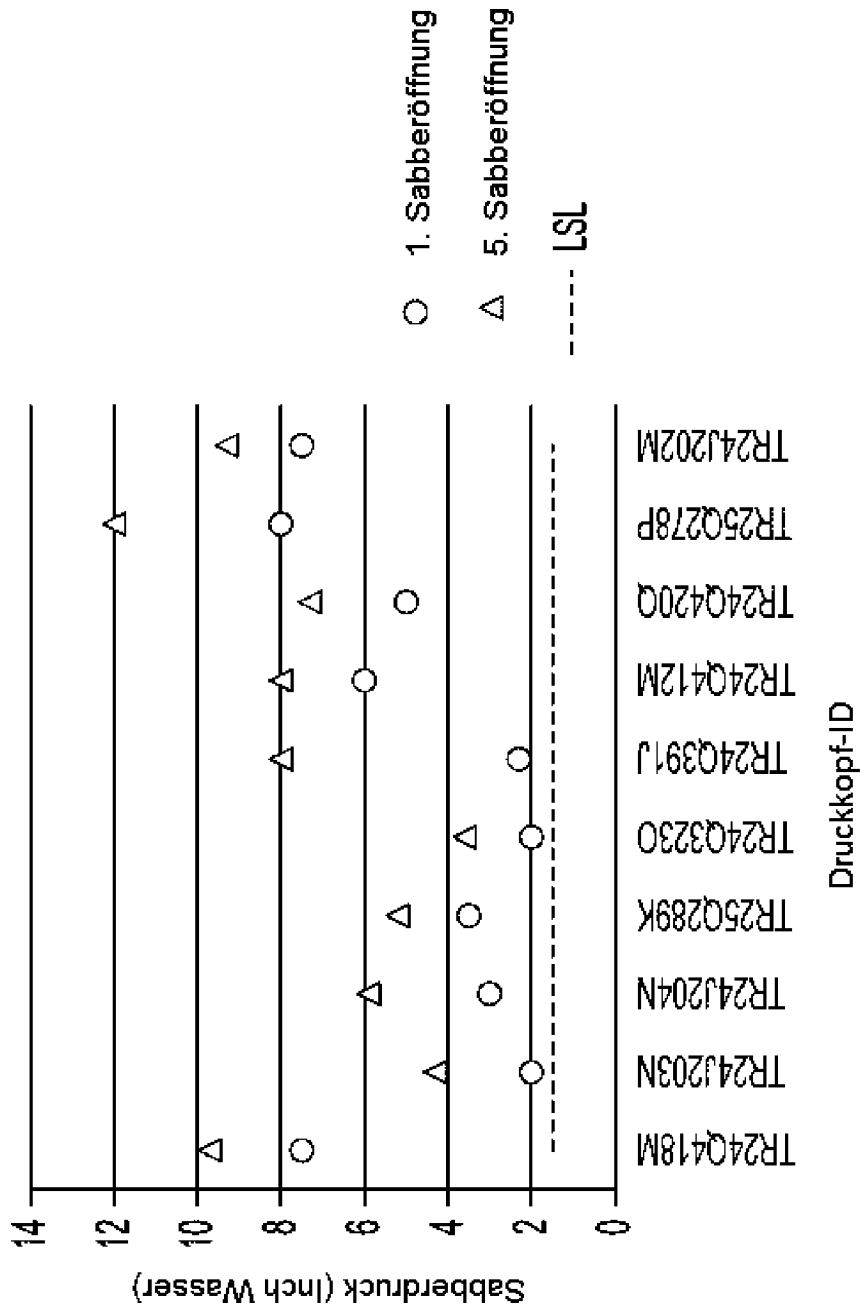 Sabberdruck (Inch Wasser)
14
12
10
8
6
4
2
0
TR24Q418M
TR24J203N
TR24J204N
TR25Q289K
TR24Q323O
TR24Q391J
TR24Q412M
TR24Q420Q
TR25Q278P
TR24J202M
Druckkopf-ID
1. Sabberöffnung
5. Sabberöffnung
LSL